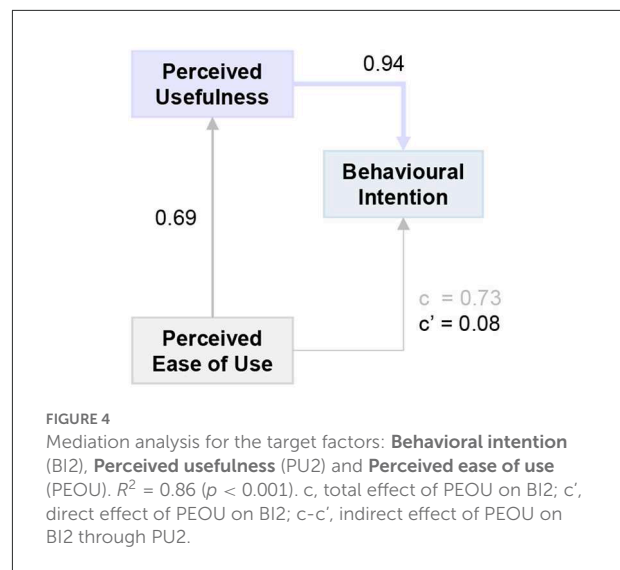 0.94
Perceived
Usefulness
Behavioural
Intention
0.69
c = 0.73
c' = 0.08
Perceived
Ease of Use
FIGURE 4
Mediation analysis for the target factors: Behavioral intention
(BI2), Perceived usefulness (PU2) and Perceived ease of use
(PEOU). R² = 0.86 (p < 0.001). c, total effect of PEOU on BI2; c',
direct effect of PEOU on BI2; c-c', indirect effect of PEOU on
BI2 through PU2.